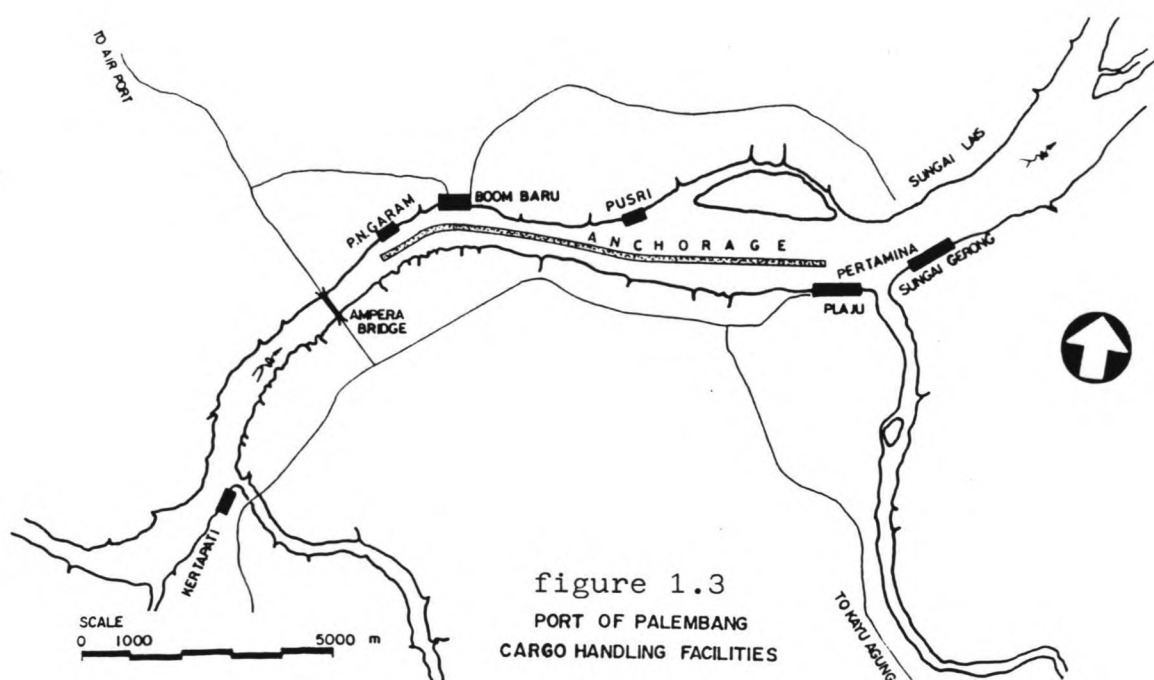 TO AIR PORT
P.N.GARAM
BOOM BARU
PUSRI
SUNGAI LAIS
ANCHORAGE
PERTAMINA
SUNGAI GERONG
PLAJU
AMPERA
BRIDGE
KERTAPATI
TO KAYU AGUNG
SCALE
0 1000 5000 m
figure 1.3
PORT OF PALEMBANG
CARGO HANDLING FACILITIES